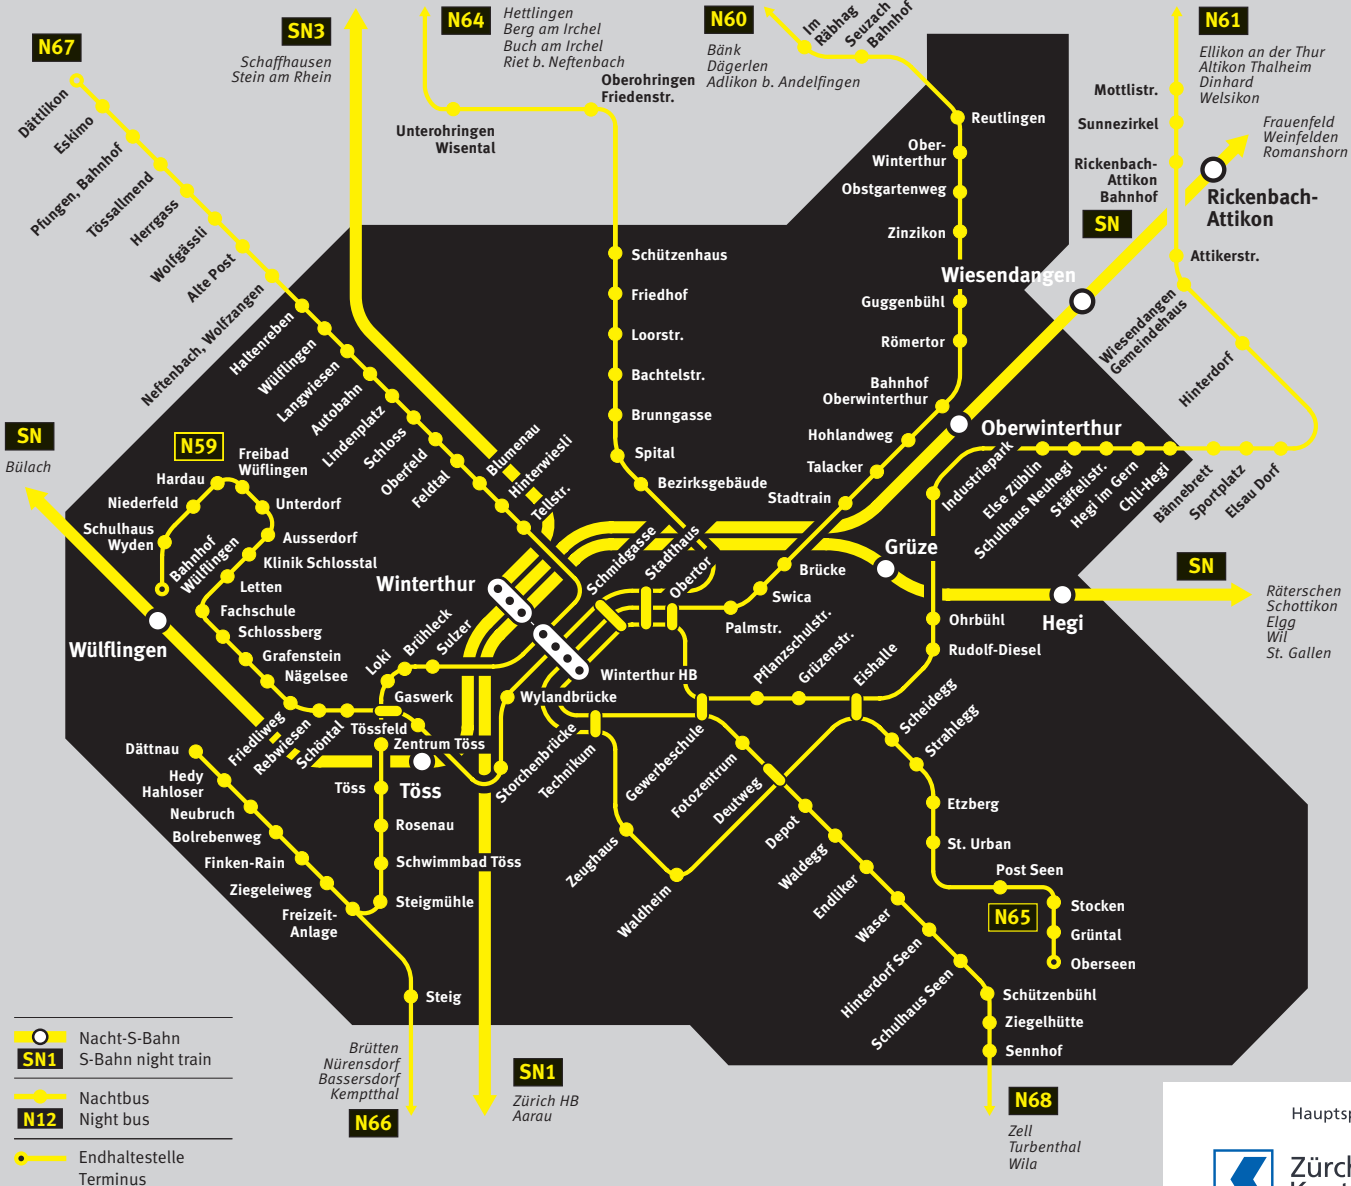 N67
SN3
Schaffhausen
Stein am Rhein
N64
Hettlingen
Berg am Irchel
Buch am Irchel
Riet b. Neftenbach
N60
Bänk
Dägerlen
Adlikon b. Andelfingen
Im
Räbhag
Seuzach
Bahnhof
N61
Ellikon an der Thur
Altikon Thalheim
Dinhard
Welsikon
Frauenfeld
Weinfelden
Romanshorn
Oberohringen
Friedenstr.
Unterohringen
Wisental
Mottlistr.
Sunnezirkel
Rickenbach-
Attikon
Bahnhof
Rickenbach-
Attikon
SN
Attikerstr.
Wiesendangen
Gemeindehaus
Hinterdorf
Dättlikon
Eskimo
Pfungen, Bahnhof
Tössallmend
Herrgass
Wolfgässli
Alte Post
Neftenbach, Wolfzangen
Haltenreben
Wülflingen
Langwiesen
Autobahn
Lindenplatz
Schloss
Oberfeld
Feldtal
Blumenau
Hinterwiesli
Tellstr.
Reutlingen
Ober-
Winterthur
Obstgartenweg
Zinzikon
Wiesendangen
Guggenbühl
Römertor
Bahnhof
Oberwinterthur
Hohlandweg
Talacker
Stadtrain
Brücke
Swica
Palmstr.
Schützenhaus
Friedhof
Loorstr.
Bachtelstr.
Brunngasse
Spital
Bezirksgebäude
Schmidgasse
Stadthaus
Obertor
Oberwinterthur
Industriepark
Else Züblin
Schulhaus Neuhegi
Stäffelistr.
Hegi im Gern
Chli-Hegi
Bännebrett
Sportplatz
Elsau Dorf
SN
Bülach
N59
Freibad
Wüflingen
Hardau
Niederfeld
Schulhaus
Wyden
Bahnhof
Wülflingen
Unterdorf
Ausserdorf
Klinik Schlosstal
Letten
Fachschule
Schlossberg
Grafenstein
Nägelsee
Friedliweg
Rebwiesen
Schöntal
Wülflingen
Winterthur
Loki
Brühleck
Sulzer
Gaswerk
Tössfeld
Zentrum Töss
Töss
Töss
Rosenau
Schwimmbad Töss
Steigmühle
Winterthur HB
Wylandbrücke
Storchenbrücke
Technikum
Gewerbeschule
Fotozentrum
Deutweg
Pflanzschulstr.
Grüzenstr.
Eishalle
Grüze
Hegi
SN
Räterschen
Schottikon
Elgg
Wil
St. Gallen
Ohrbühl
Rudolf-Diesel
Scheidegg
Strahlegg
Etzberg
St. Urban
Post Seen
N65
Stocken
Grüntal
Oberseen
Zeughaus
Waldheim
Depot
Waldegg
Endliker
Waser
Hinterdorf Seen
Schulhaus Seen
Schützenbühl
Ziegelhütte
Sennhof
Dättnau
Hedy
Hahloser
Neubruch
Bolrebenweg
Finken-Rain
Ziegeleiweg
Freizeit-
Anlage
Steig
Brütten
Nürensdorf
Bassersdorf
Kemptthal
N66
SN1
Zürich HB
Aarau
N68
Zell
Turbenthal
Wila
Nacht-S-Bahn
SN1 S-Bahn night train
Nachtbus
N12 Night bus
Endhaltestelle
Terminus